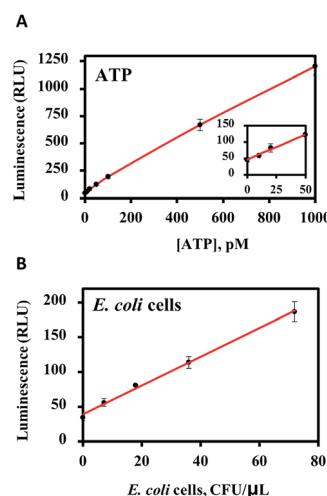 A
ATP
Luminescence (RLU)
1250
1000
750
500
250
0
150
100
50
0
0 25 50
0 200 400 600 800 1000
[ATP], pM
B
E. coli cells
Luminescence (RLU)
200
150
100
50
0
0 20 40 60 80
E. coli cells, CFU/μL